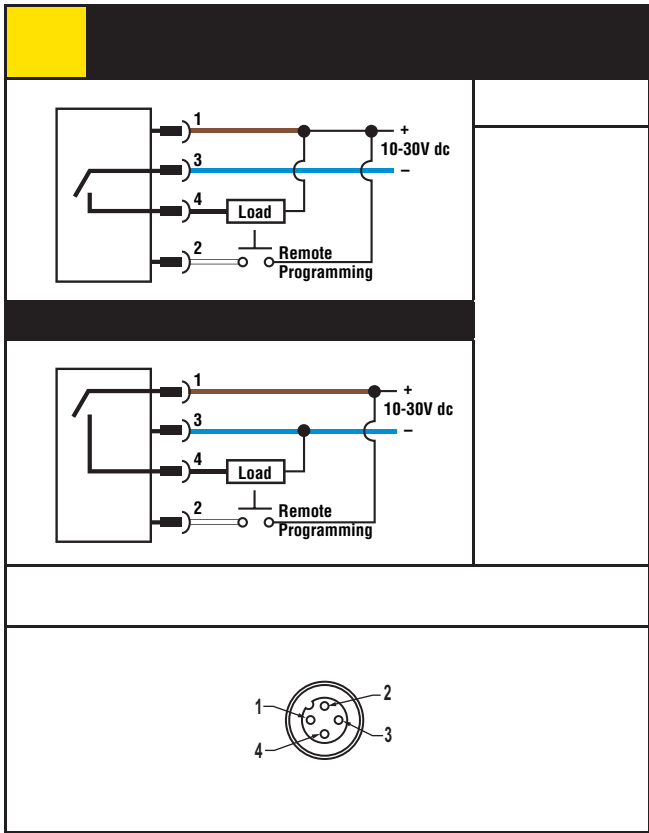 1
+
10-30V dc
3
–
4
Load
2
Remote
Programming
1
+
10-30V dc
3
–
4
Load
2
Remote
Programming
1
2
3
4